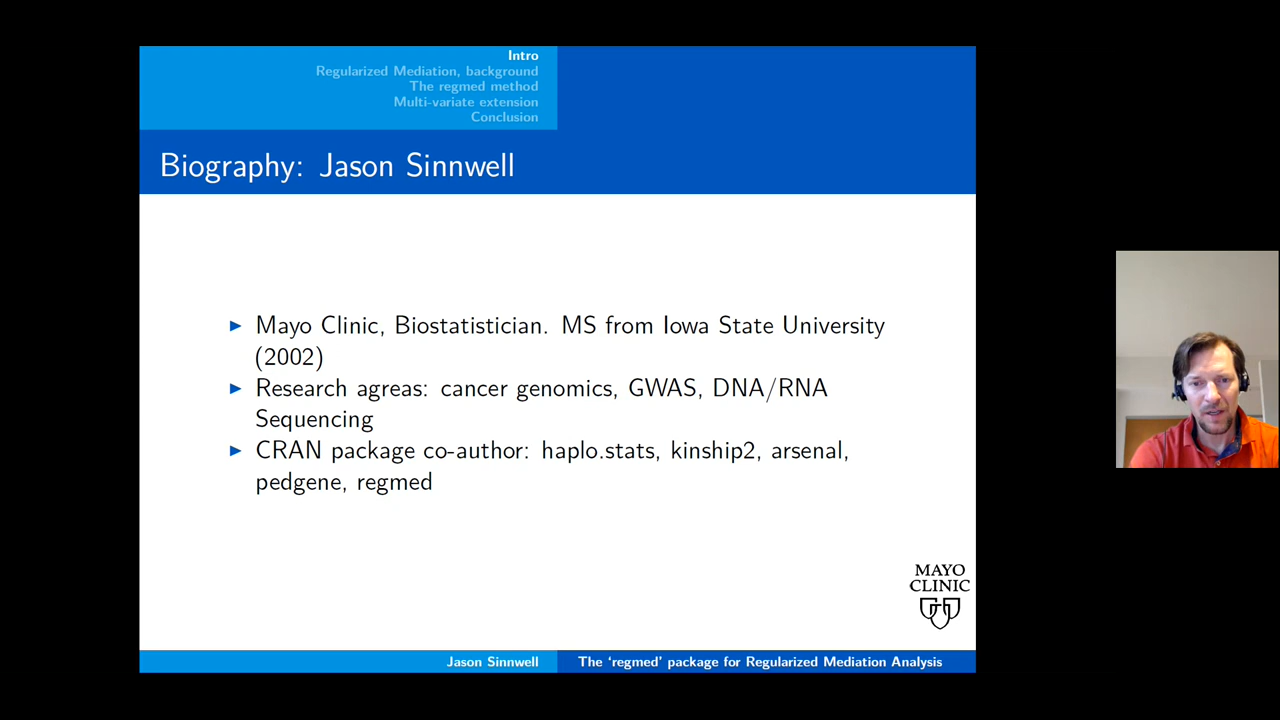 Intro
Regularized Mediation, background
The regmed method
Multi-variate extension
Conclusion
Biography: Jason Sinnwell
▶ Mayo Clinic, Biostatistician. MS from Iowa State University
(2002)
▶ Research agreas: cancer genomics, GWAS, DNA/RNA
Sequencing
▶ CRAN package co-author: haplo.stats, kinship2, arsenal,
pedgene, regmed
MAYO
CLINIC
Jason Sinnwell
The ‘regmed’ package for Regularized Mediation Analysis